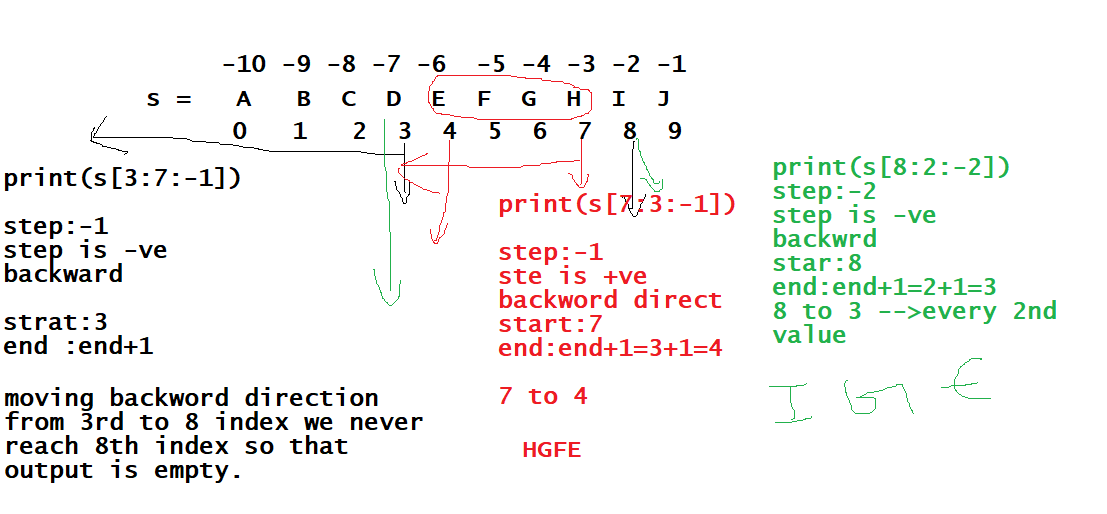 -10 -9 -8 -7 -6 -5 -4 -3 -2 -1
s = A B C D E F G H I J
0 1 2 3 4 5 6 7 8 9
print(s[3:7:-1])
step:-1
step is -ve
backward
strat:3
end :end+1
moving backword direction
from 3rd to 8 index we never
reach 8th index so that
output is empty.
print(s[7:3:-1])
step:-1
ste is +ve
backword direct
start:7
end:end+1=3+1=4
7 to 4
HGFE
print(s[8:2:-2])
step:-2
step is -ve
backwrd
star:8
end:end+1=2+1=3
8 to 3 -->every 2nd
value
I G E